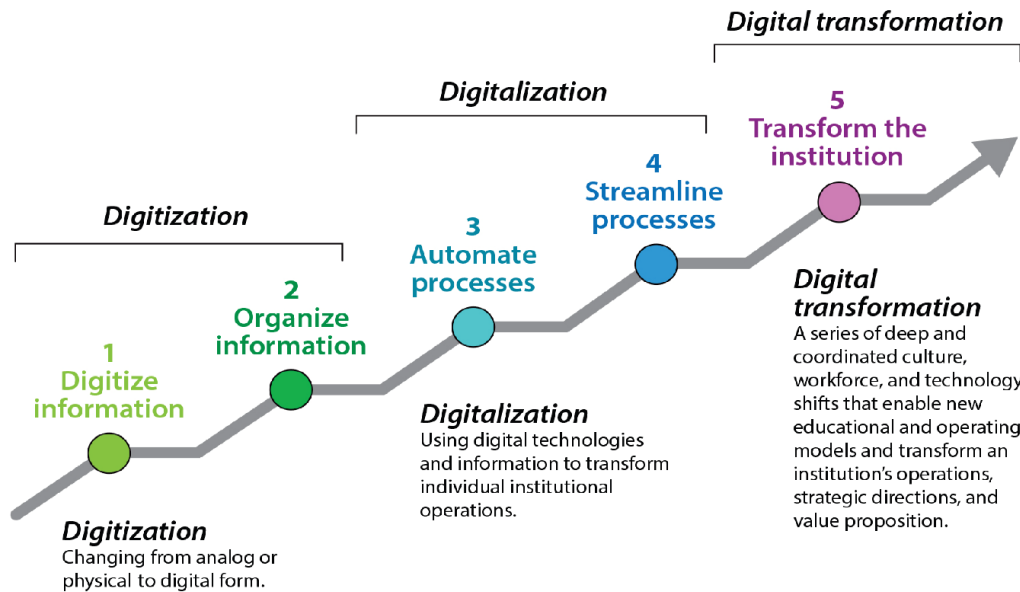 Digital transformation
Digitalization
5
Transform the
institution
4
Streamline
processes
Digitization
3
Automate
processes
2
Organize
information
1
Digitize
information
Digitization
Changing from analog or
physical to digital form.
Digitalization
Using digital technologies
and information to transform
individual institutional
operations.
Digital
transformation
A series of deep and
coordinated culture,
workforce, and technology
shifts that enable new
educational and operating
models and transform an
institution’s operations,
strategic directions, and
value proposition.